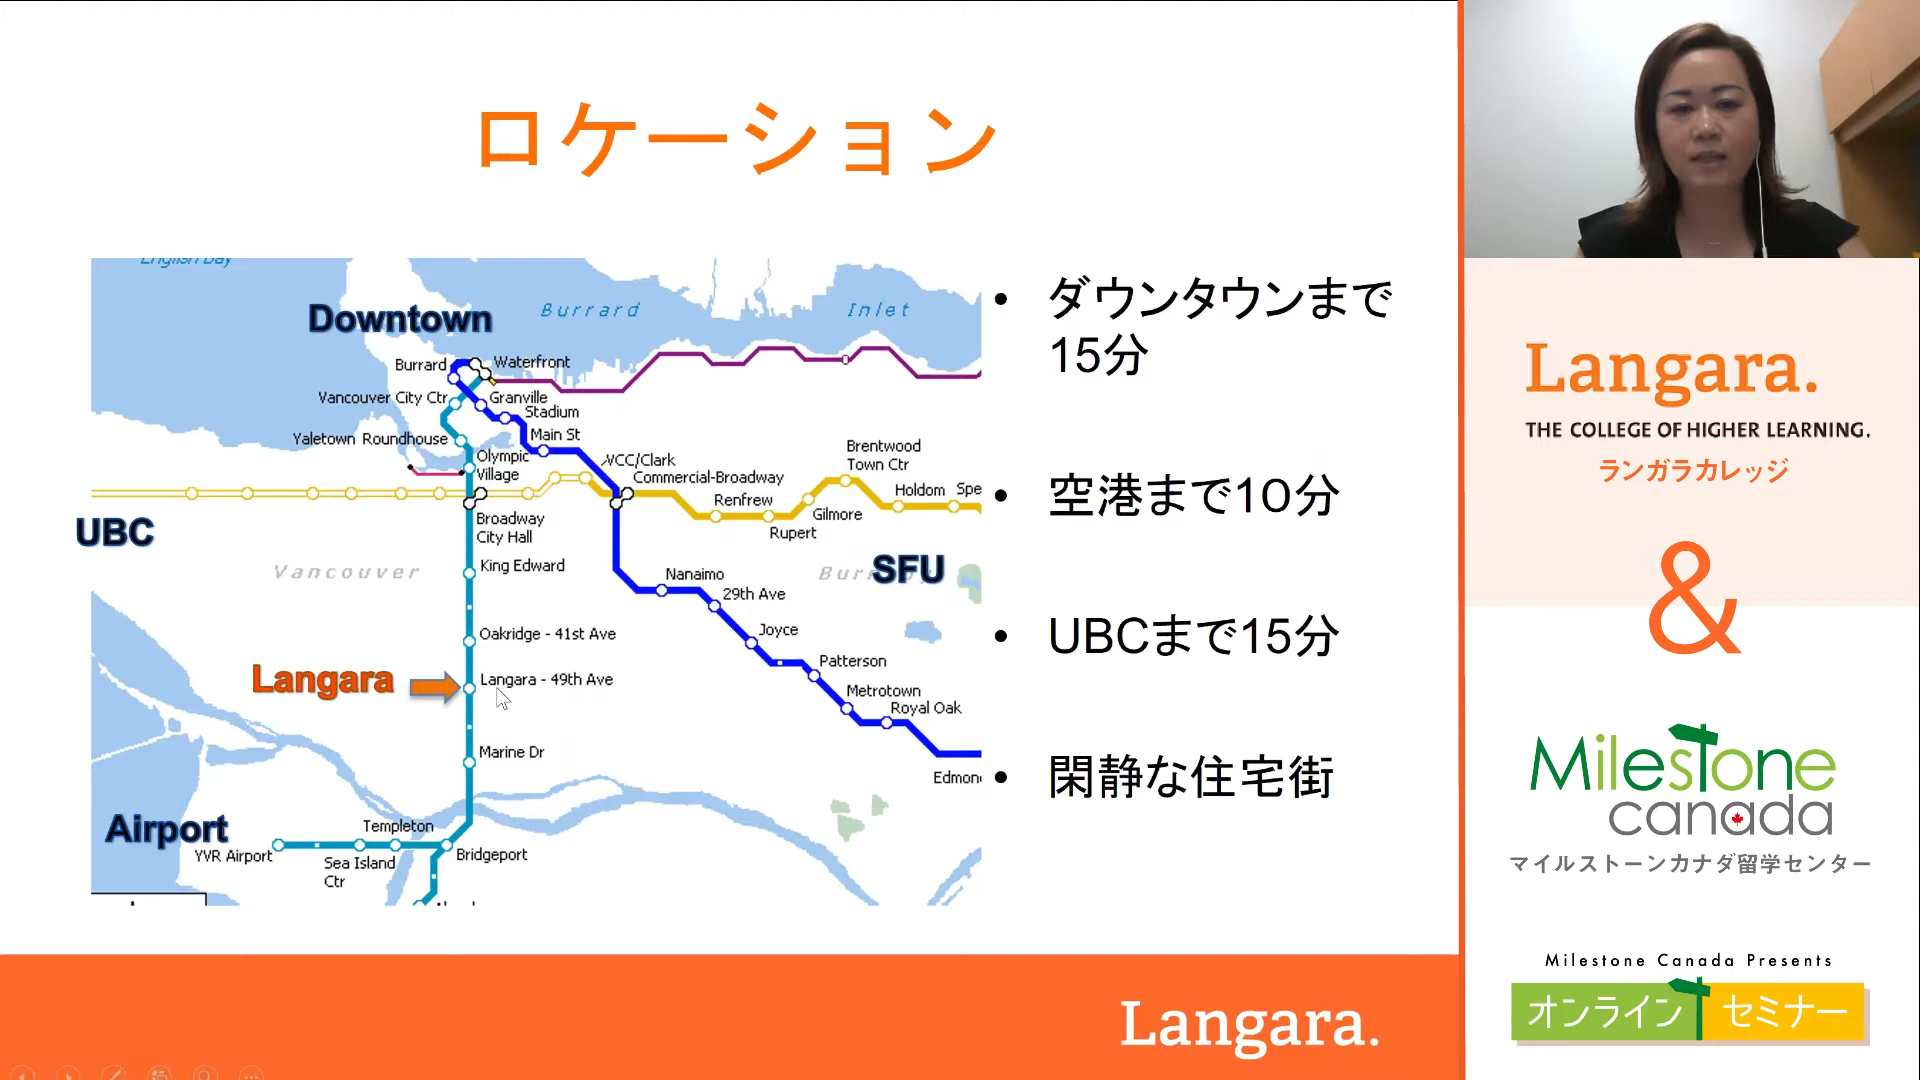 ロケーション
English Bay
Downtown
Burrard
Inlet
Burrard
Waterfront
Vancouver City Ctr
Granville
Stadium
Yaletown Roundhouse
Main St
Olympic
Village
VCC/Clark
Commercial-Broadway
Brentwood
Town Ctr
Renfrew
Holdom
Spe
Gilmore
Rupert
UBC
Broadway
City Hall
Vancouver
King Edward
Nanaimo
SFU
29th Ave
Oakridge - 41st Ave
Joyce
Langara
Langara - 49th Ave
Patterson
Metrotown
Royal Oak
Marine Dr
Edmon
Airport
Templeton
YVR Airport
Sea Island
Ctr
Bridgeport
• ダウンタウンまで
15分
• 空港まで10分
• UBCまで15分
• 閑静な住宅街
Langara.
Langara.
THE COLLEGE OF HIGHER LEARNING.
ランガラカレッジ
&
Milestone
canada
マイルストーンカナダ留学センター
Milestone Canada Presents
オンライン セミナー